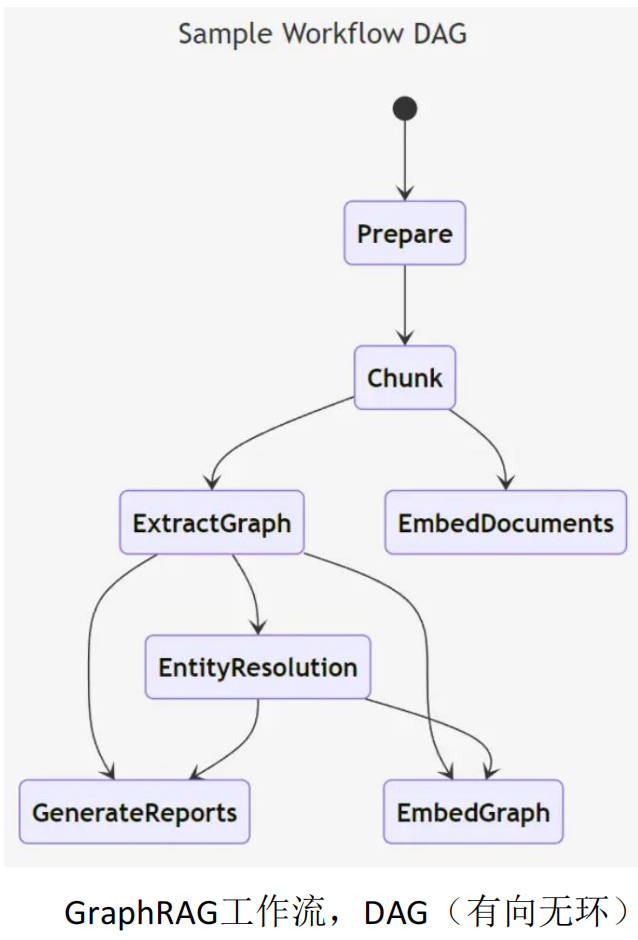 Sample Workflow DAG
Prepare
Chunk
ExtractGraph
EmbedDocuments
EntityResolution
GenerateReports
EmbedGraph
GraphRAG工作流，DAG（有向无环）